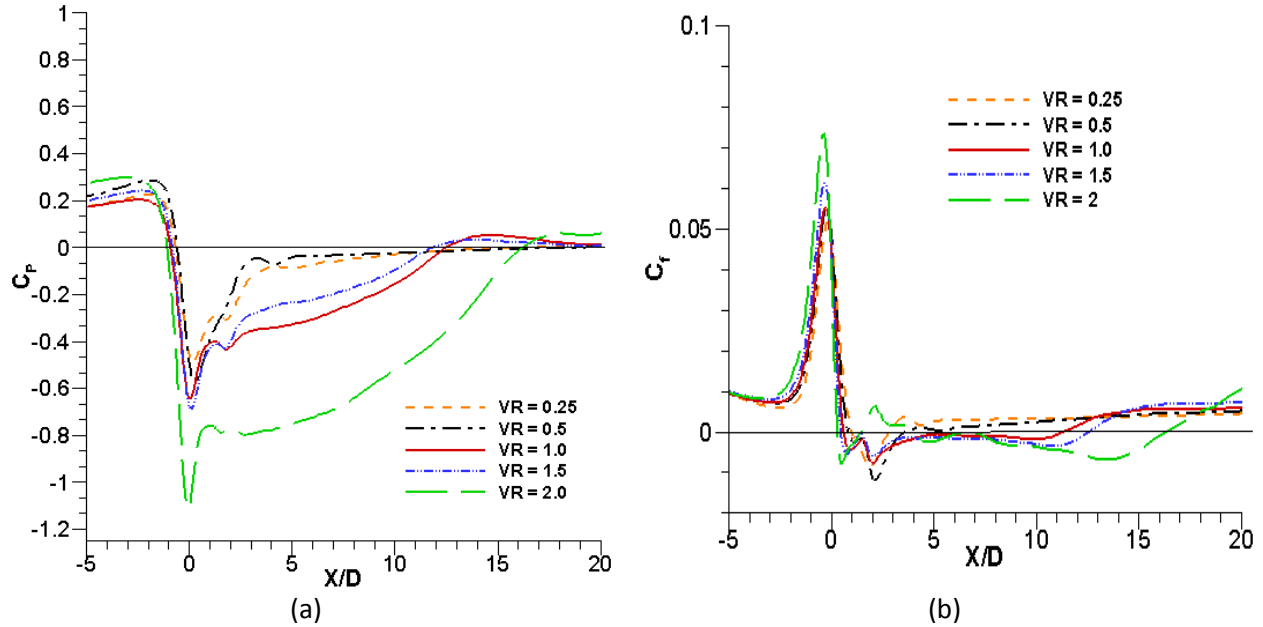 1
0.8
0.6
0.4
0.2
0
-0.2
-0.4
-0.6
-0.8
-1
-1.2
CP
-5 0 5 10 15 20
X/D
VR = 0.25
VR = 0.5
VR = 1.0
VR = 1.5
VR = 2.0
(a)
0.1
0.05
0
Cf
-5 0 5 10 15 20
X/D
VR = 0.25
VR = 0.5
VR = 1.0
VR = 1.5
VR = 2
(b)